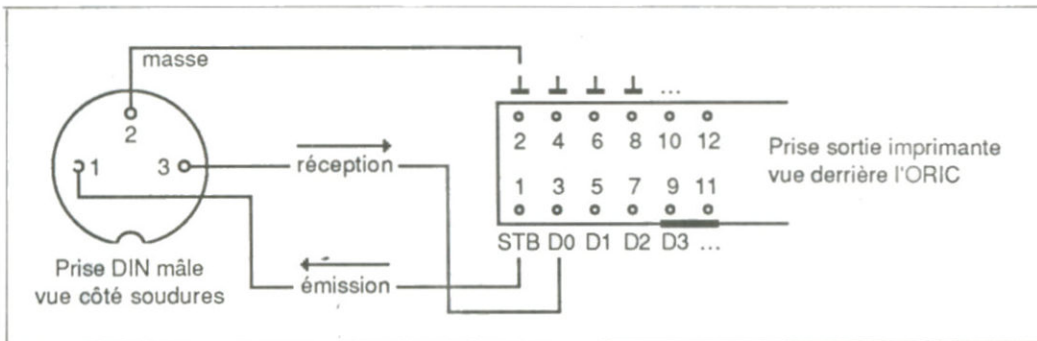 masse
2
1
3
réception
émission
Prise DIN mâle
vue côté soudures
...
2 4 6 8 10 12
1 3 5 7 9 11
STB D0 D1 D2 D3 ...
Prise sortie imprimante
vue derrière l'ORIC